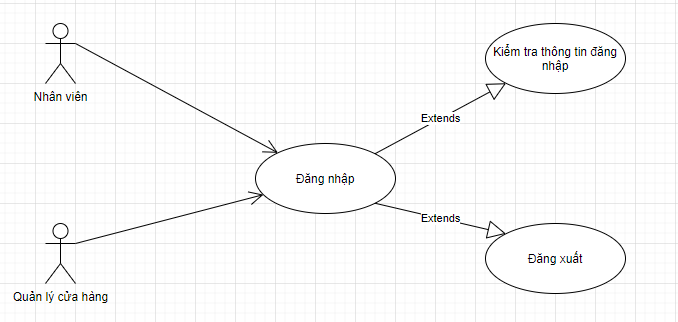 Nhân viên
Kiểm tra thông tin đăng
nhập
Extends
Đăng nhập
Extends
Đăng xuất
Quản lý cửa hàng